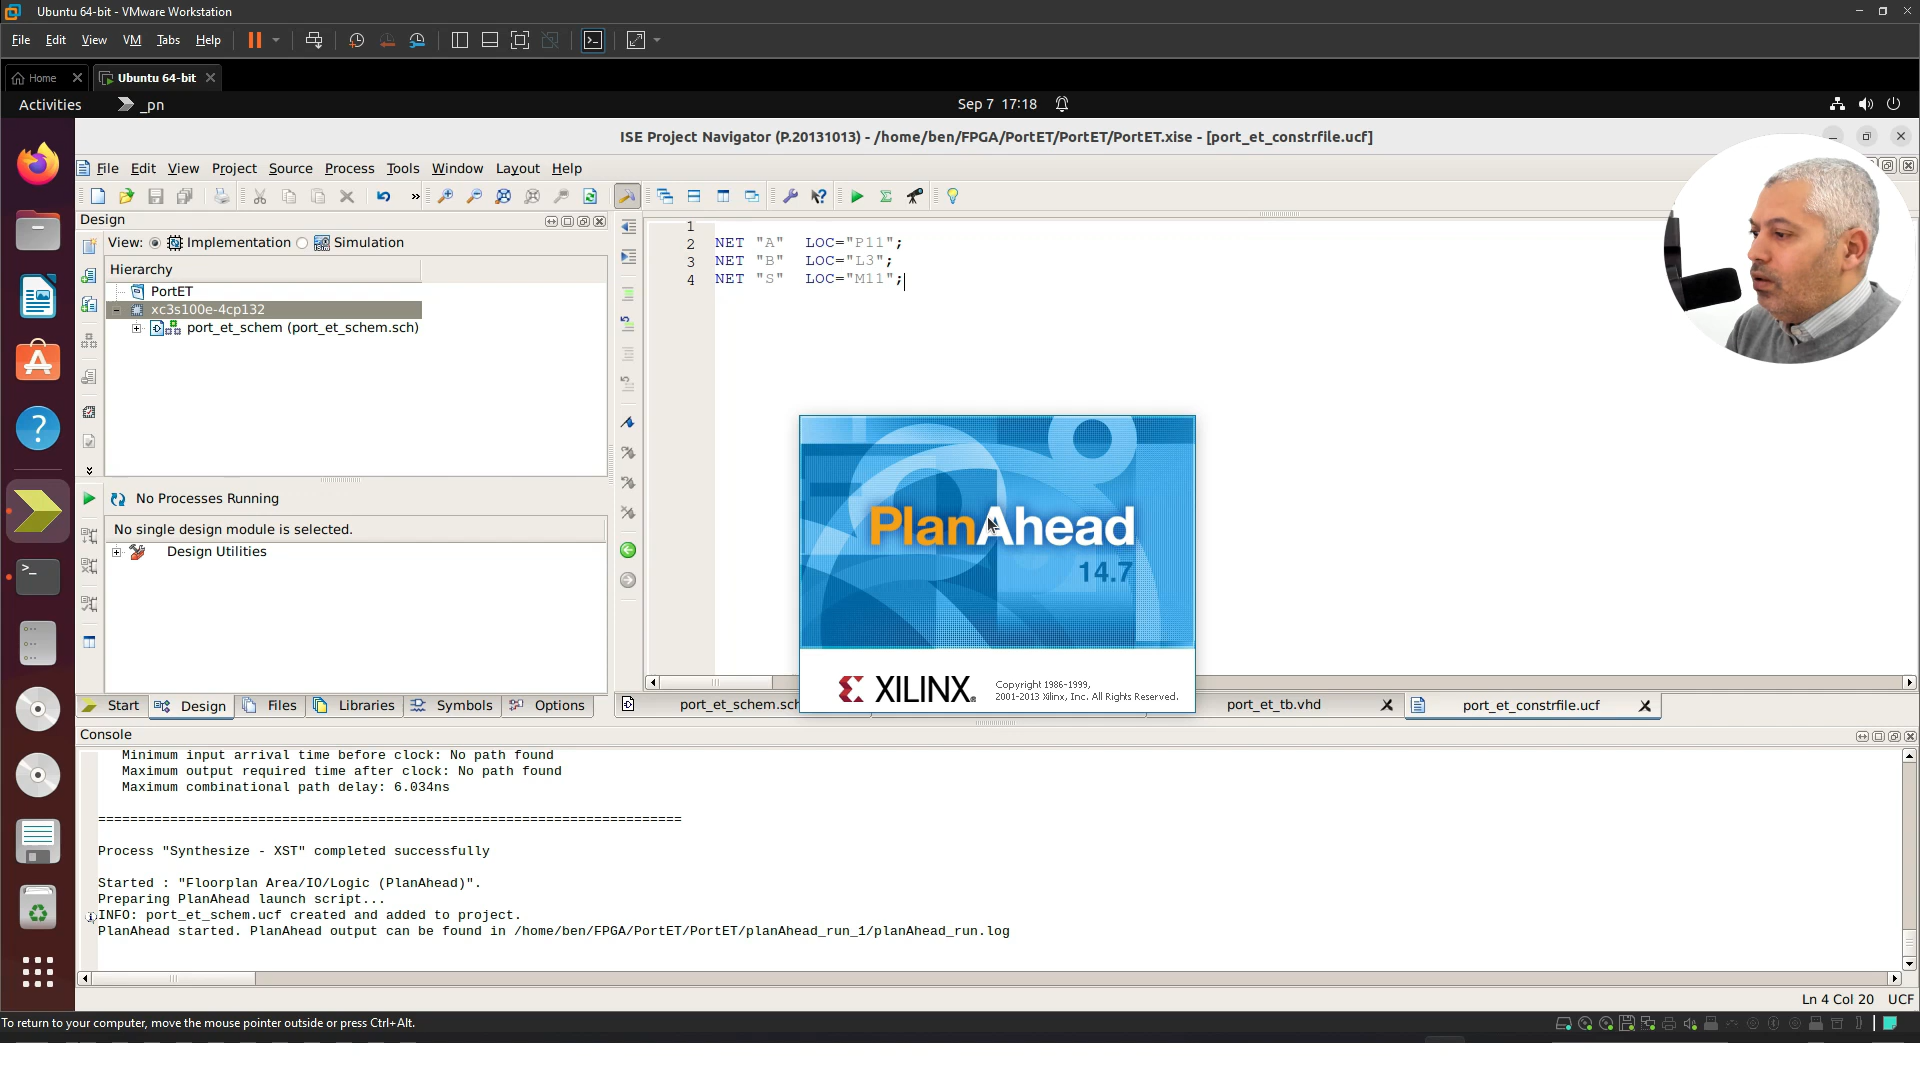 Ubuntu 64-bit - VMware Workstation
File Edit View VM Tabs Help
Home Ubuntu 64-bit
Activities _pn Sep 7 17:18
ISE Project Navigator (P.20131013) - /home/ben/FPGA/PortET/PortET/PortET.xise - [port_et_constrfile.ucf]
File Edit View Project Source Process Tools Window Layout Help
Design
View: Implementation Simulation
Hierarchy
PortET
xc3s100e-4cp132
port_et_schem (port_et_schem.sch)
No Processes Running
No single design module is selected.
Design Utilities
Start Design Files Libraries Symbols Options
1
2 NET "A" LOC="P11";
3 NET "B" LOC="L3";
4 NET "S" LOC="M11";
PlanAhead
14.7
XILINX
Copyright 1986-1999,
2001-2013 Xilinx, Inc. All Rights Reserved.
port_et_schem.sch port_et_tb.vhd port_et_constrfile.ucf
Console
Minimum input arrival time before clock: No path found
Maximum output required time after clock: No path found
Maximum combinational path delay: 6.034ns
=========================================================================
Process "Synthesize - XST" completed successfully
Started : "Floorplan Area/IO/Logic (PlanAhead)".
Preparing PlanAhead launch script...
INFO: port_et_schem.ucf created and added to project.
PlanAhead started. PlanAhead output can be found in /home/ben/FPGA/PortET/PortET/planAhead_run_1/planAhead_run.log
Ln 4 Col 20 UCF
To return to your computer, move the mouse pointer outside or press Ctrl+Alt.